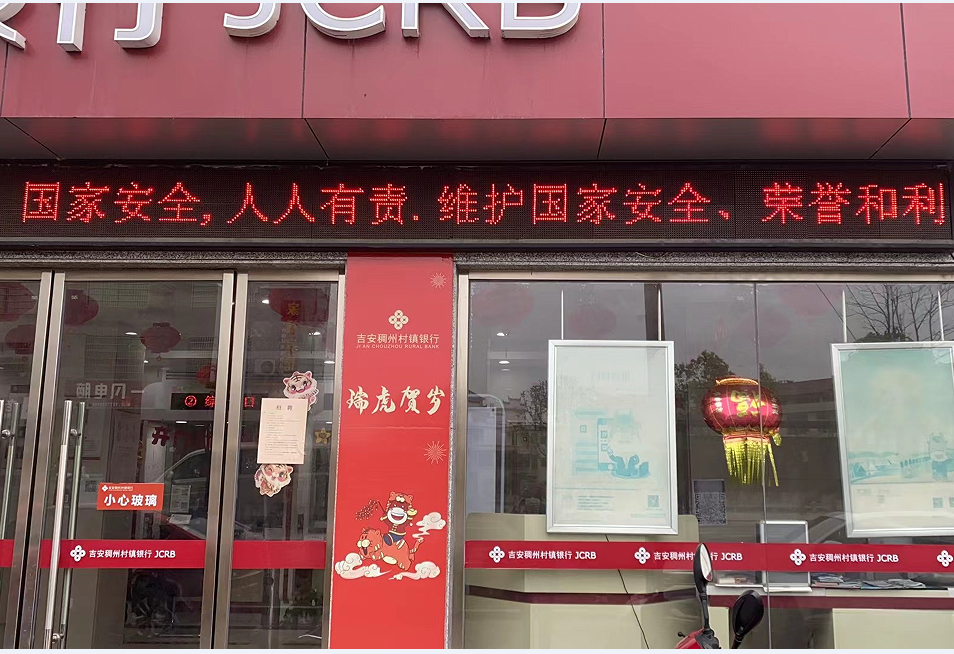 行 JCRB
国家安全,人人有责.维护国家安全、荣誉和利
吉安稠州村镇银行
JI AN CHOUZHOU RURAL BANK
瑞虎贺岁
招聘
小心玻璃
吉安稠州村镇银行 JCRB
吉安稠州村镇银行 JCRB
吉安稠州村镇银行 JCRB
吉安稠州村镇银行 JCRB